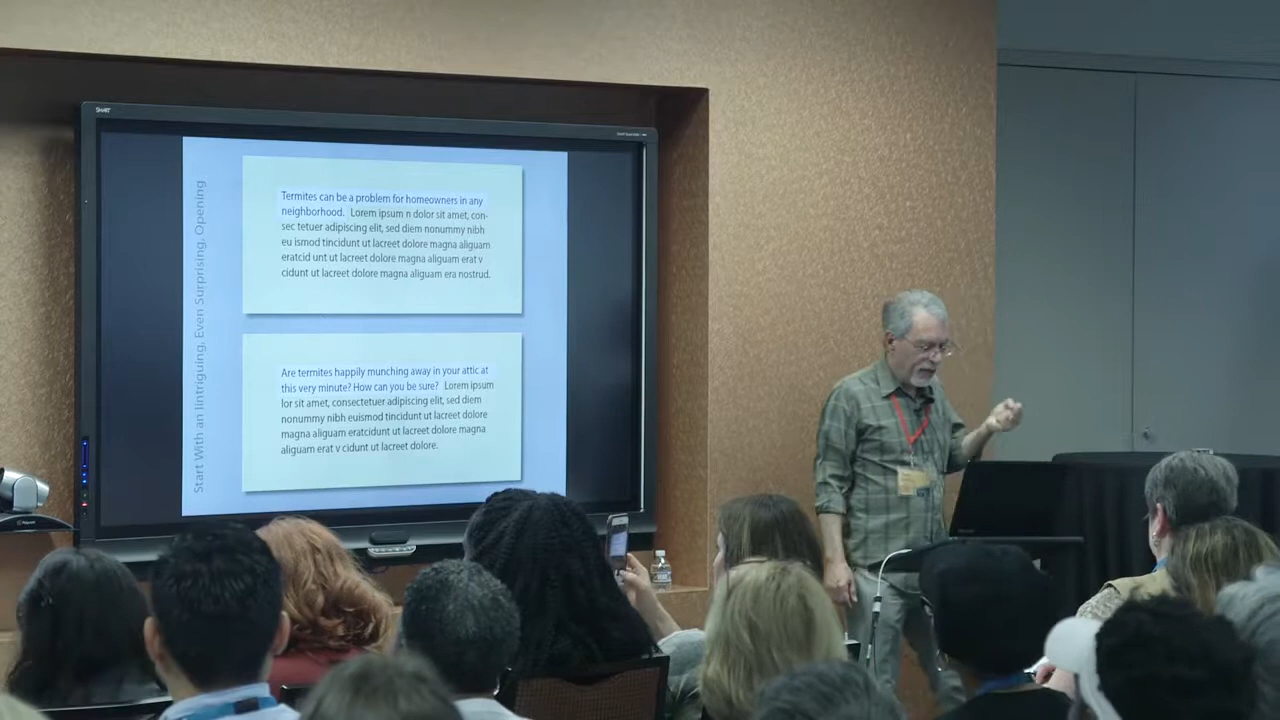 SMART
Start With an Iintriguing, Even Surprising, Opening
Termites can be a problem for homeowners in any
neighborhood. Lorem ipsum n dolor sit amet, con-
sec tetuer adipiscing elit, sed diem nonummy nibh
eu ismod tincidunt ut lacreet dolore magna aliguam
eratcid unt ut lacreet dolore magna aliguam erat v
cidunt ut lacreet dolore magna aliguam era nostrud.
Are termites happily munching away in your attic at
this very minute? How can you be sure? Lorem ipsum
lor sit amet, consectetuer adipiscing elit, sed diem
nonummy nibh euismod tincidunt ut lacreet dolore
magna aliguam eratcidunt ut lacreet dolore magna
aliguam erat v cidunt ut lacreet dolore.